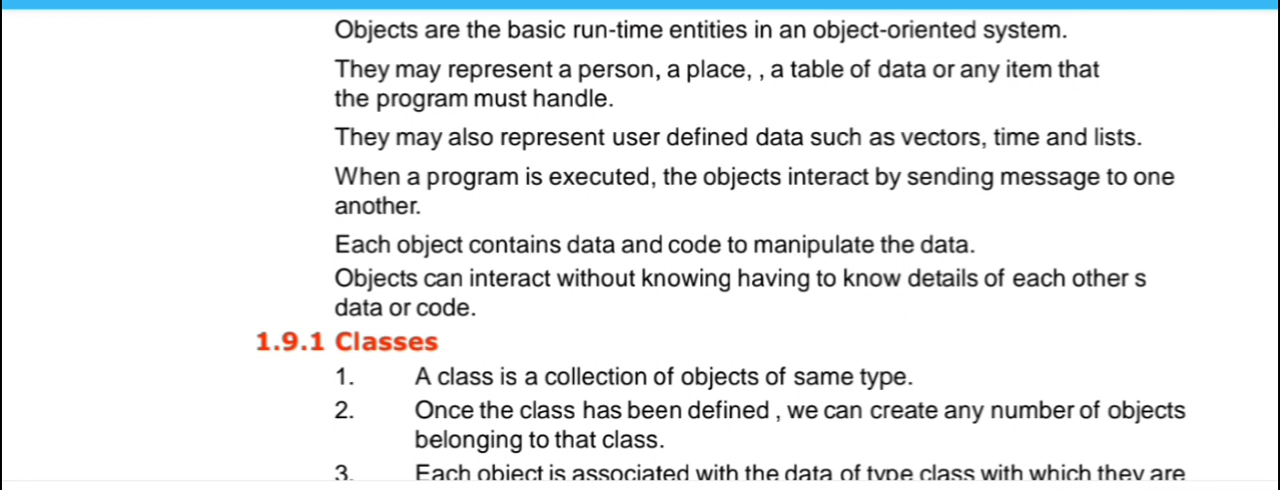 Objects are the basic run-time entities in an object-oriented system.
They may represent a person, a place, , a table of data or any item that
the program must handle.
They may also represent user defined data such as vectors, time and lists.
When a program is executed, the objects interact by sending message to one
another.
Each object contains data and code to manipulate the data.
Objects can interact without knowing having to know details of each other s
data or code.
1.9.1 Classes
1. A class is a collection of objects of same type.
2. Once the class has been defined , we can create any number of objects
belonging to that class.
3. Each object is associated with the data of type class with which they are